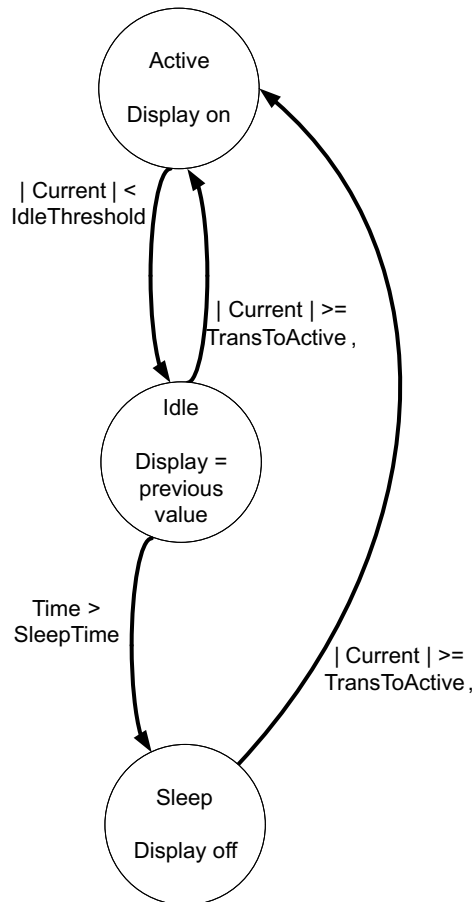 Active
Display on
| Current | <
IdleThreshold
| Current | >=
TransToActive ,
Idle
Display =
previous
value
Time >
SleepTime
| Current | >=
TransToActive ,
Sleep
Display off